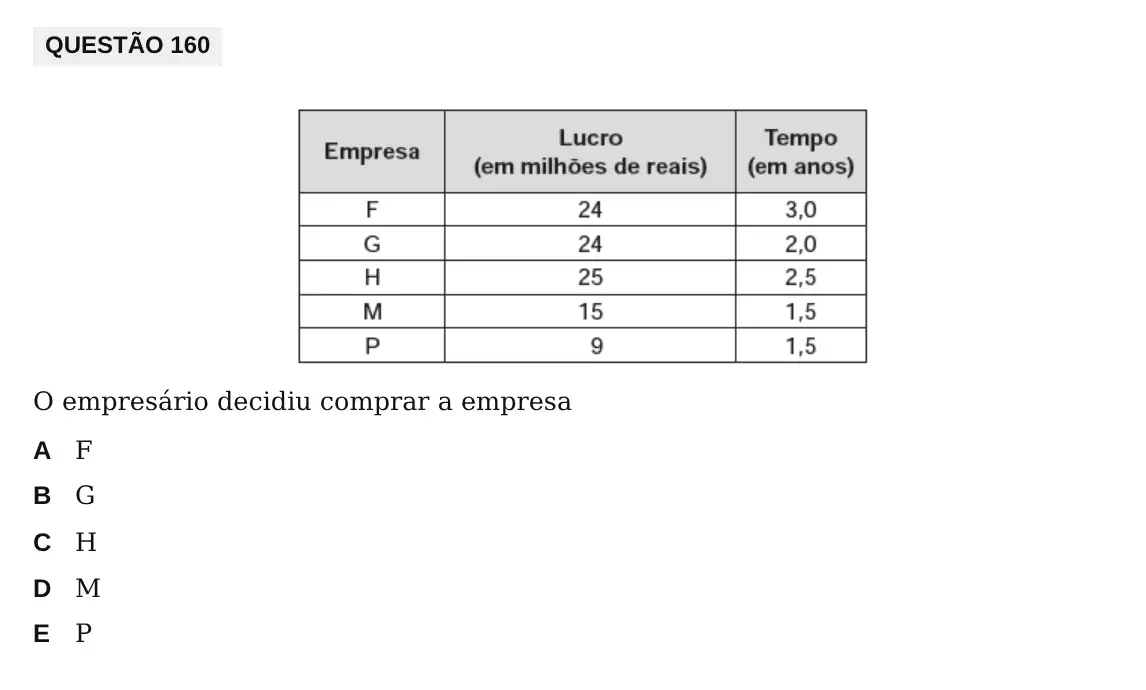 QUESTÃO 160
Empresa Lucro (em milhões de reais) Tempo (em anos)
F 24 3,0
G 24 2,0
H 25 2,5
M 15 1,5
P 9 1,5
O empresário decidiu comprar a empresa
A F
B G
C H
D M
E P